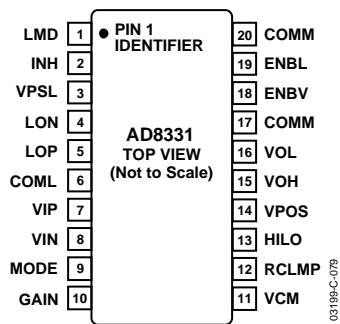 LMD 1 ● PIN 1 IDENTIFIER 20 COMM
INH 2 19 ENBL
VPSL 3 18 ENBV
LON 4 17 COMM
LOP 5 16 VOL
COML 6 15 VOH
VIP 7 14 VPOS
VIN 8 13 HILO
MODE 9 12 RCLMP
GAIN 10 11 VCM
AD8331
TOP VIEW
(Not to Scale)
03199-C-079